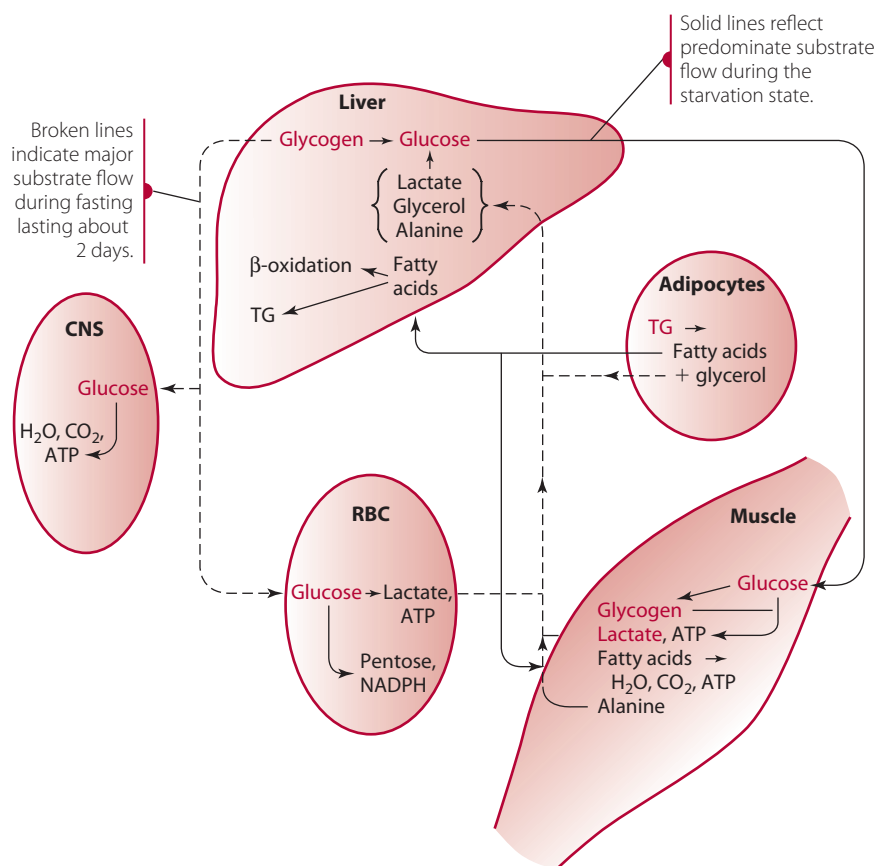 Solid lines reflect
predominate substrate
flow during the
starvation state.
Broken lines
indicate major
substrate flow
during fasting
lasting about
2 days.
Liver
Glycogen → Glucose
Lactate
Glycerol
Alanine
β-oxidation
Fatty
acids
TG
Adipocytes
TG →
Fatty acids
+ glycerol
CNS
Glucose
H₂O, CO₂,
ATP
RBC
Glucose → Lactate,
ATP
Pentose,
NADPH
Muscle
Glucose
Glycogen
Lactate, ATP
Fatty acids →
H₂O, CO₂, ATP
Alanine